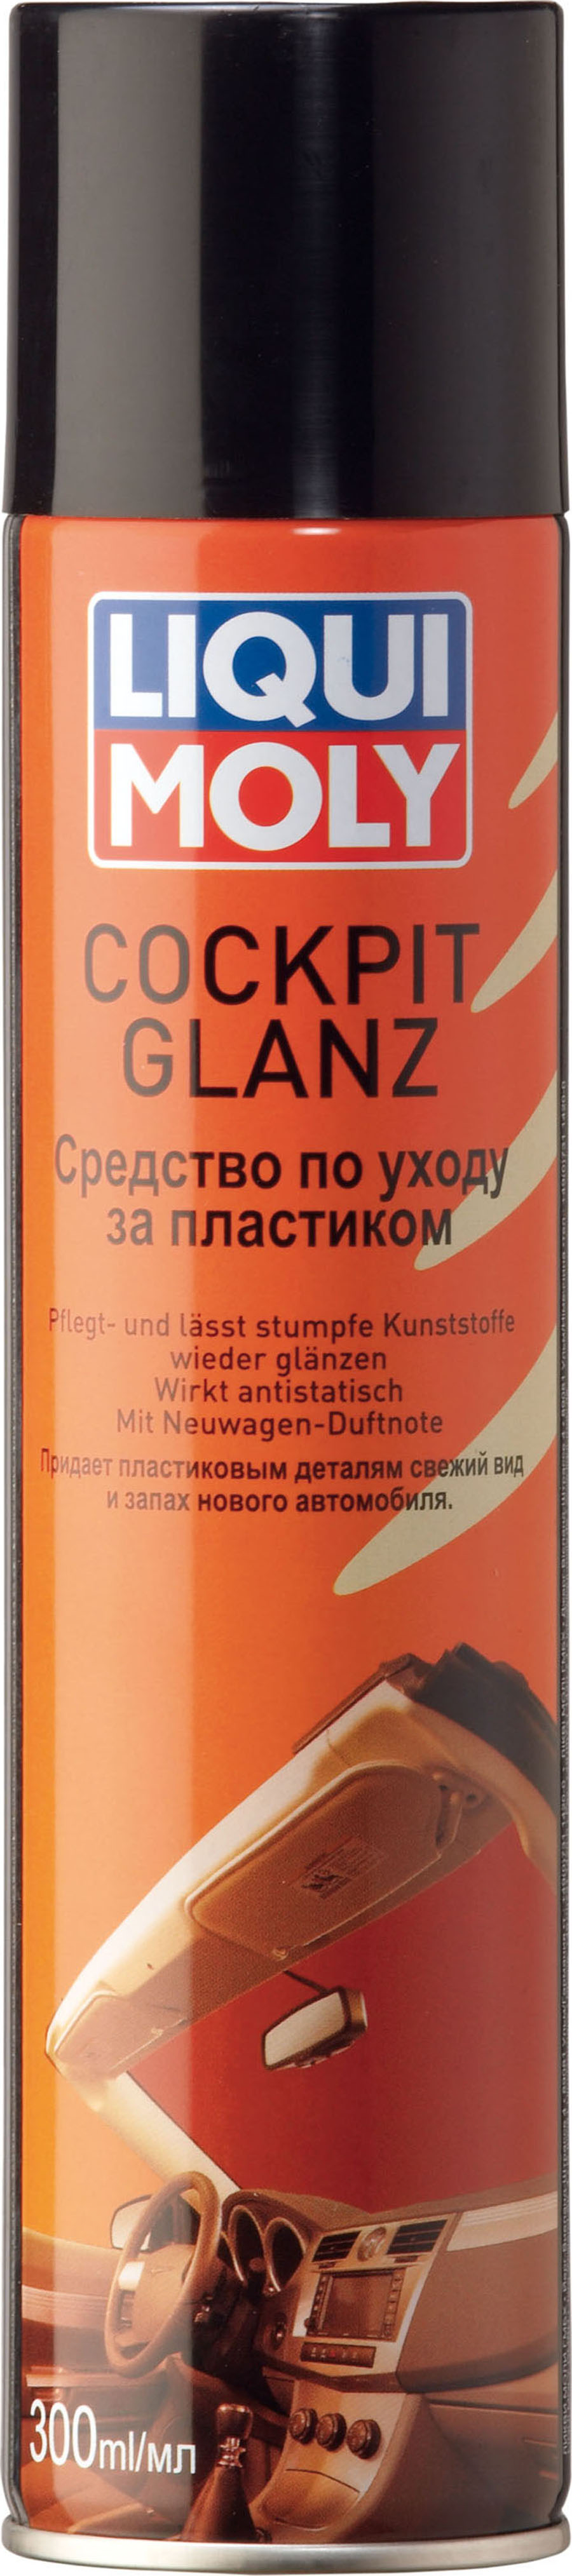 LIQUI
MOLY
COCKPIT
GLANZ
Средство по уходу
за пластиком
Pflegt- und lässt stumpfe Kunststoffe
wieder glänzen
Wirkt antistatisch
Mit Neuwagen-Duftnote
Придает пластиковым деталям свежий вид
и запах нового автомобиля.
300ml/мл